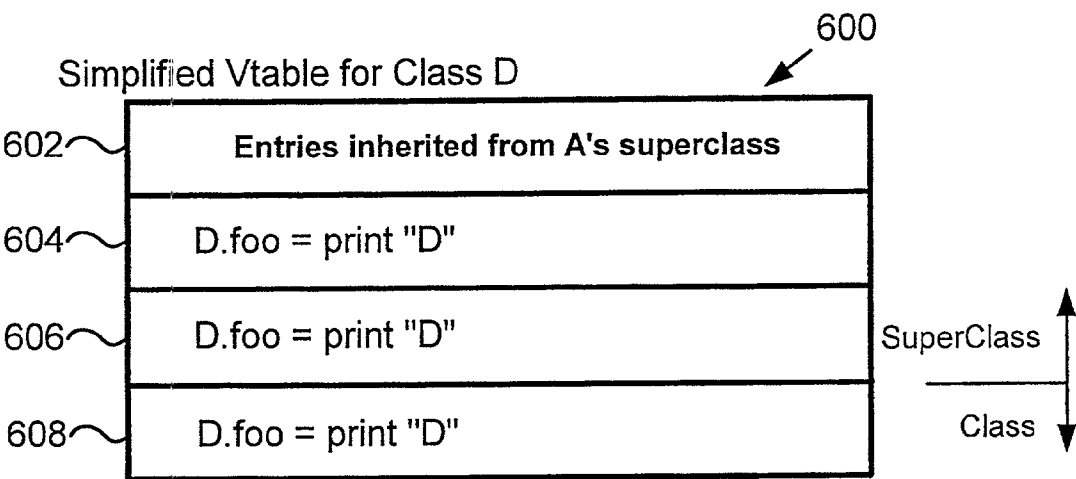 600
Simplified Vtable for Class D
602 Entries inherited from A's superclass
604 D.foo = print "D"
606 D.foo = print "D"
SuperClass
608 D.foo = print "D"
Class